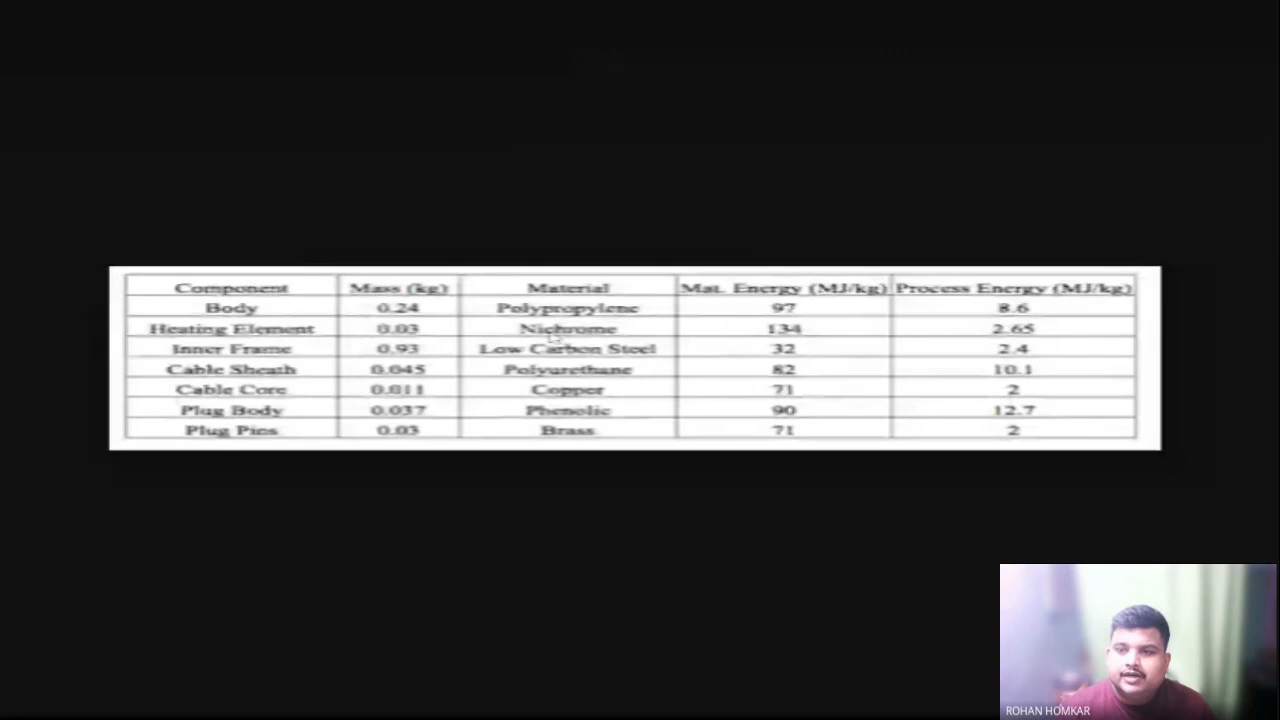 Component Mass (kg) Material Mat. Energy (MJ/kg) Process Energy (MJ/kg)
Body 0.24 Polypropylene 97 8.6
Heating Element 0.03 Nichrome 134 2.65
Inner Frame 0.93 Low Carbon Steel 32 2.4
Cable Sheath 0.045 Polyurethane 82 10.1
Cable Core 0.011 Copper 71 2
Plug Body 0.037 Phenolic 90 12.7
Plug Pins 0.03 Brass 71 2
ROHAN HOMKAR